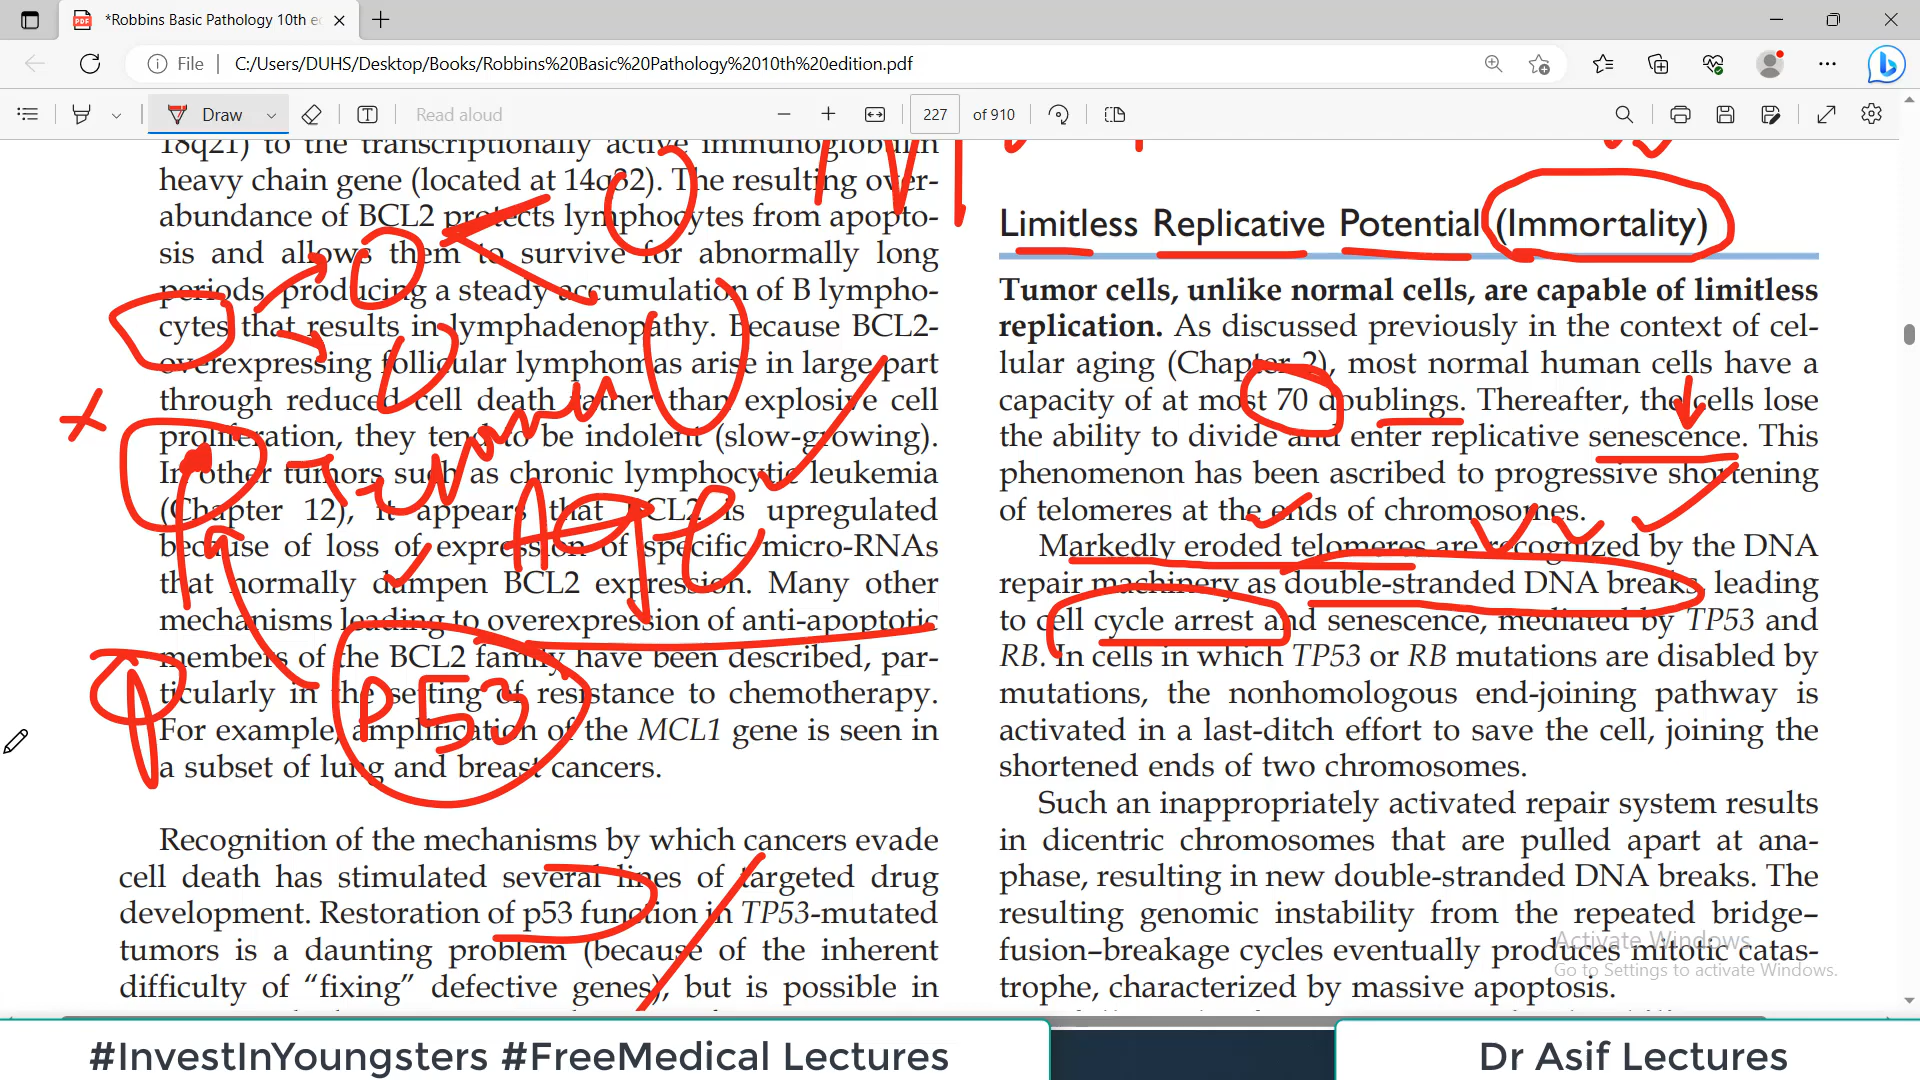 *Robbins Basic Pathology 10th ec
File
C:/Users/DUHS/Desktop/Books/Robbins%20Basic%20Pathology%2010th%20edition.pdf
Draw
Read aloud
227 of 910
18q21) to the transcriptionally active immunoglobulin
heavy chain gene (located at 14q32). The resulting over-
abundance of BCL2 protects lymphocytes from apopto-
sis and allows them to survive for abnormally long
periods, producing a steady accumulation of B lympho-
cytes that results in lymphadenopathy. Because BCL2-
overexpressing follicular lymphomas arise in large part
through reduced cell death rather than explosive cell
proliferation, they tend to be indolent (slow-growing).
In other tumors such as chronic lymphocytic leukemia
(Chapter 12), it appears that BCL2 is upregulated
because of loss of expression of specific micro-RNAs
that normally dampen BCL2 expression. Many other
mechanisms leading to overexpression of anti-apoptotic
members of the BCL2 family have been described, par-
ticularly in the setting of resistance to chemotherapy.
For example, amplification of the MCL1 gene is seen in
a subset of lung and breast cancers.
P53
Recognition of the mechanisms by which cancers evade
cell death has stimulated several lines of targeted drug
development. Restoration of p53 function in TP53-mutated
tumors is a daunting problem (because of the inherent
difficulty of “fixing” defective genes), but is possible in
Limitless Replicative Potential (Immortality)
Tumor cells, unlike normal cells, are capable of limitless
replication. As discussed previously in the context of cel-
lular aging (Chapter 2), most normal human cells have a
capacity of at most 70 doublings. Thereafter, the cells lose
the ability to divide and enter replicative senescence. This
phenomenon has been ascribed to progressive shortening
of telomeres at the ends of chromosomes.
Markedly eroded telomeres are recognized by the DNA
repair machinery as double-stranded DNA breaks, leading
to cell cycle arrest and senescence, mediated by TP53 and
RB. In cells in which TP53 or RB mutations are disabled by
mutations, the nonhomologous end-joining pathway is
activated in a last-ditch effort to save the cell, joining the
shortened ends of two chromosomes.
Such an inappropriately activated repair system results
in dicentric chromosomes that are pulled apart at ana-
phase, resulting in new double-stranded DNA breaks. The
resulting genomic instability from the repeated bridge–
fusion–breakage cycles eventually produces mitotic catas-
trophe, characterized by massive apoptosis.
Activate Windows
Go to Settings to activate Windows.
#InvestInYoungsters #FreeMedical Lectures
Dr Asif Lectures